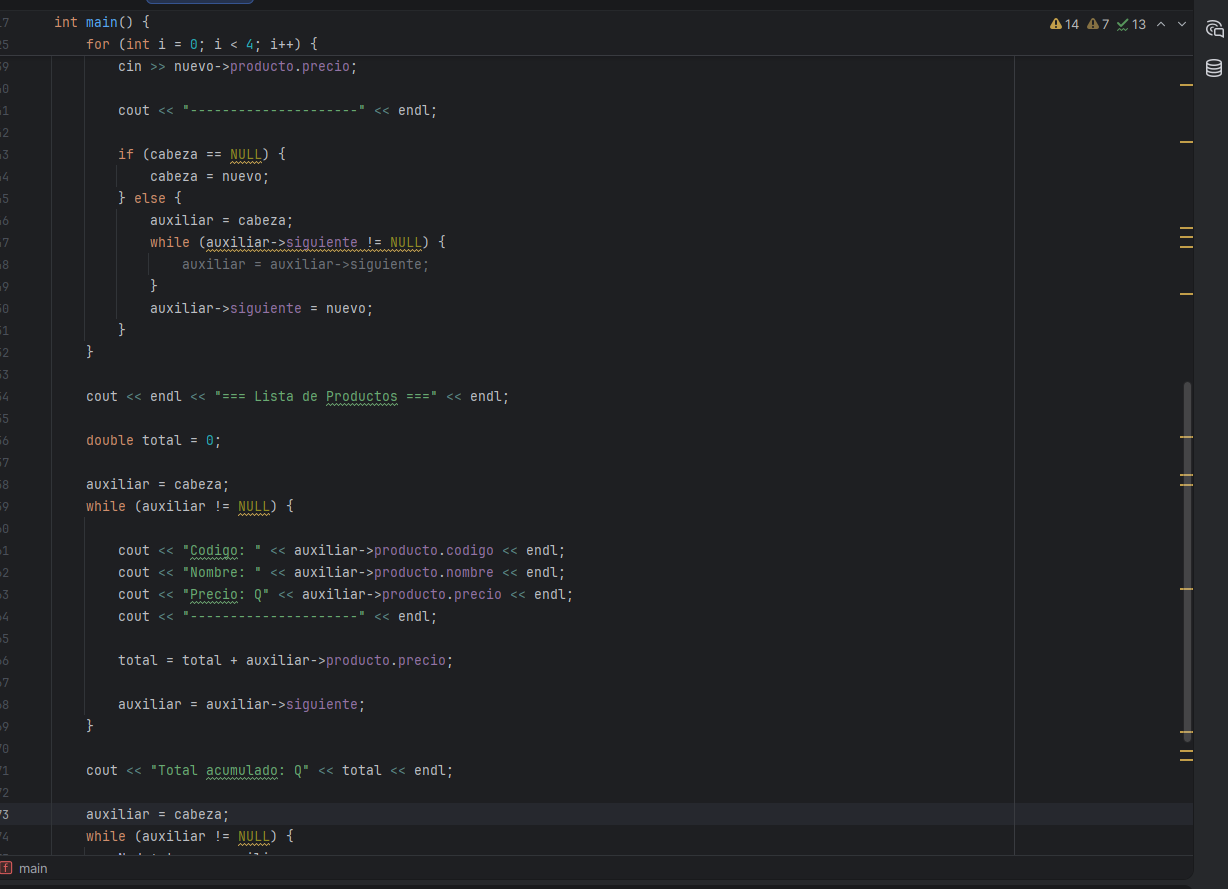 int main() {
14 7 13
for (int i = 0; i < 4; i++) {
cin >> nuevo->producto.precio;
cout << "---------------------" << endl;
if (cabeza == NULL) {
cabeza = nuevo;
} else {
auxiliar = cabeza;
while (auxiliar->siguiente != NULL) {
auxiliar = auxiliar->siguiente;
}
auxiliar->siguiente = nuevo;
}
}
cout << endl << "=== Lista de Productos ===" << endl;
double total = 0;
auxiliar = cabeza;
while (auxiliar != NULL) {
cout << "Codigo: " << auxiliar->producto.codigo << endl;
cout << "Nombre: " << auxiliar->producto.nombre << endl;
cout << "Precio: Q" << auxiliar->producto.precio << endl;
cout << "---------------------" << endl;
total = total + auxiliar->producto.precio;
auxiliar = auxiliar->siguiente;
}
cout << "Total acumulado: Q" << total << endl;
auxiliar = cabeza;
while (auxiliar != NULL) {
f main